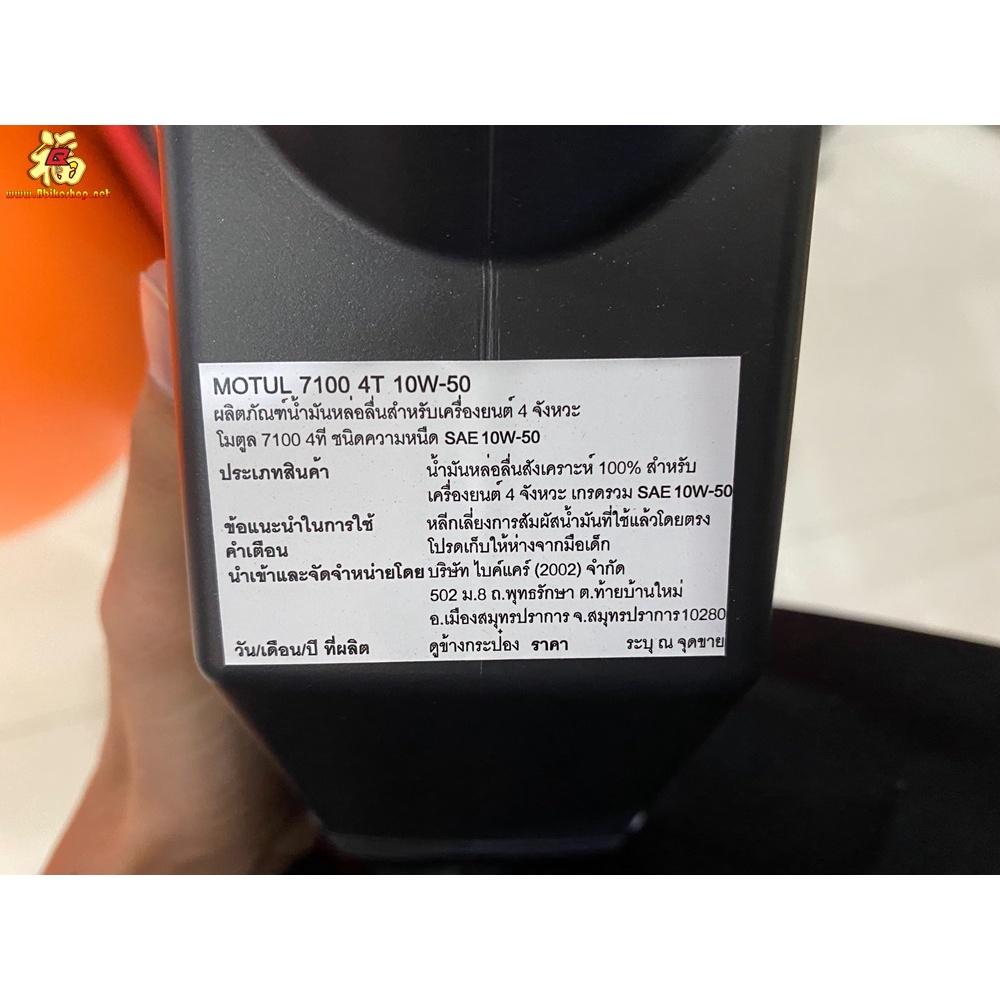 福
www.Bbikeshop.net
MOTUL 7100 4T 10W-50
ผลิตภัณฑ์น้ำมันหล่อลื่นสำหรับเครื่องยนต์ 4 จังหวะ
โมตูล 7100 4ที ชนิดความหนืด SAE 10W-50
ประเภทสินค้า น้ำมันหล่อลื่นสังเคราะห์ 100% สำหรับ
เครื่องยนต์ 4 จังหวะ เกรดรวม SAE 10W-50
ข้อแนะนำในการใช้ หลีกเลี่ยงการสัมผัสน้ำมันที่ใช้แล้วโดยตรง
คำเตือน โปรดเก็บให้ห่างจากมือเด็ก
นำเข้าและจัดจำหน่ายโดย บริษัท ไบค์แคร์ (2002) จำกัด
502 ม.8 ถ.พุทธรักษา ต.ท้ายบ้านใหม่
อ.เมืองสมุทรปราการ จ.สมุทรปราการ 10280
วัน/เดือน/ปี ที่ผลิต ดูข้างกระป๋อง ราคา ระบุ ณ จุดขาย